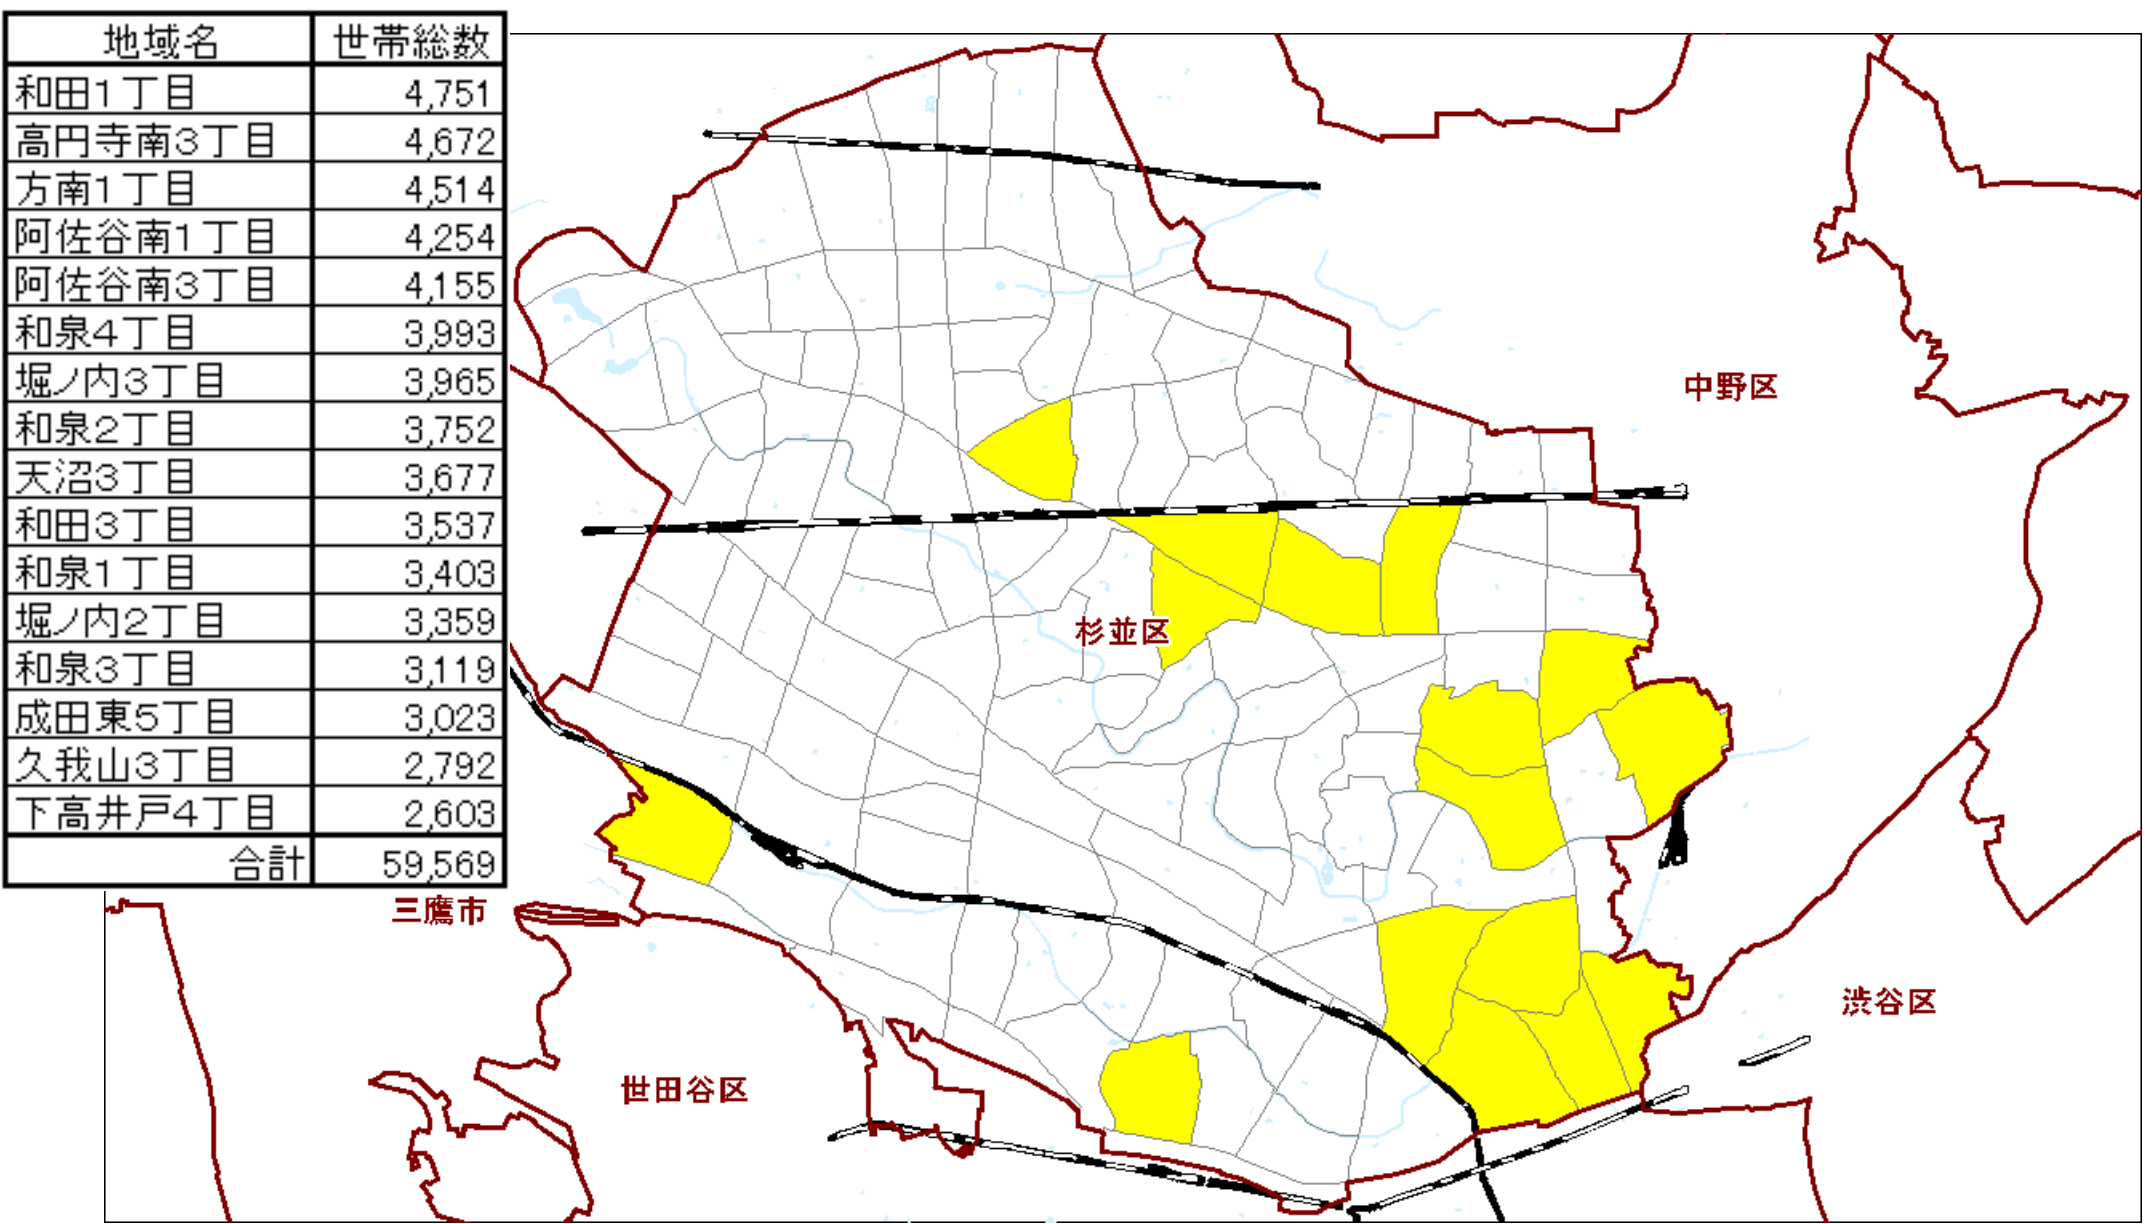 地域名 世帯総数
和田1丁目 4,751
高円寺南3丁目 4,672
方南1丁目 4,514
阿佐谷南1丁目 4,254
阿佐谷南3丁目 4,155
和泉4丁目 3,993
堀ノ内3丁目 3,965
和泉2丁目 3,752
天沼3丁目 3,677
和田3丁目 3,537
和泉1丁目 3,403
堀ノ内2丁目 3,359
和泉3丁目 3,119
成田東5丁目 3,023
久我山3丁目 2,792
下高井戸4丁目 2,603
合計 59,569
中野区
杉並区
三鷹市
渋谷区
世田谷区